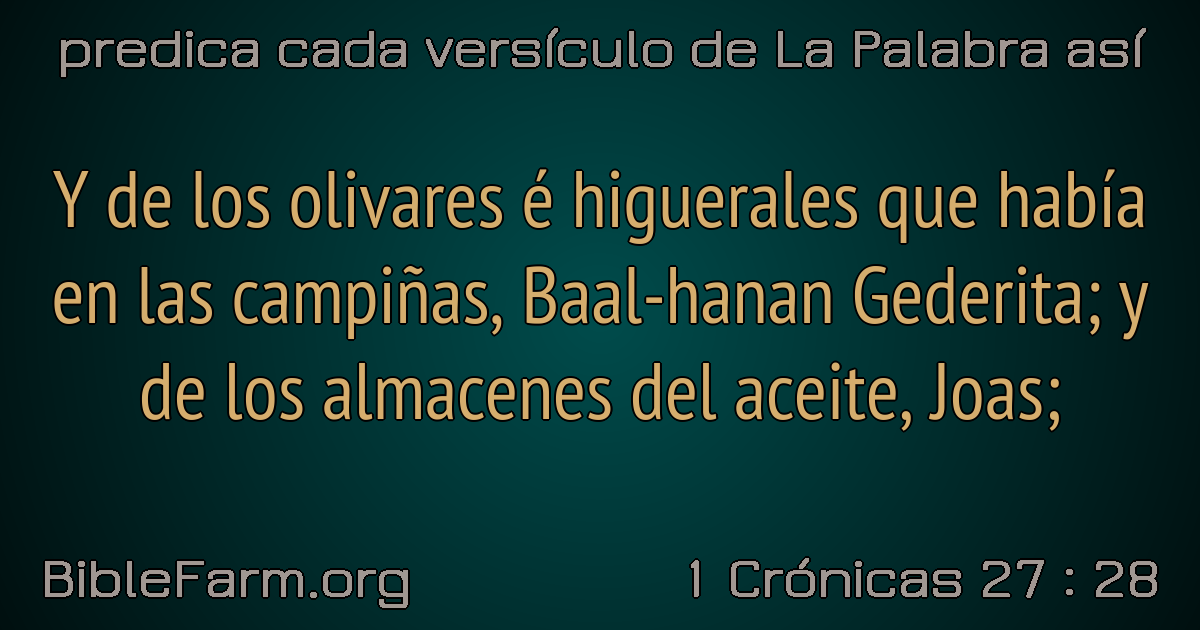 predica cada versículo de La Palabra así
Y de los olivares é higuerales que había
en las campiñas, Baal-hanan Gederita; y
de los almacenes del aceite, Joas;
BibleFarm.org
1 Crónicas 27 : 28